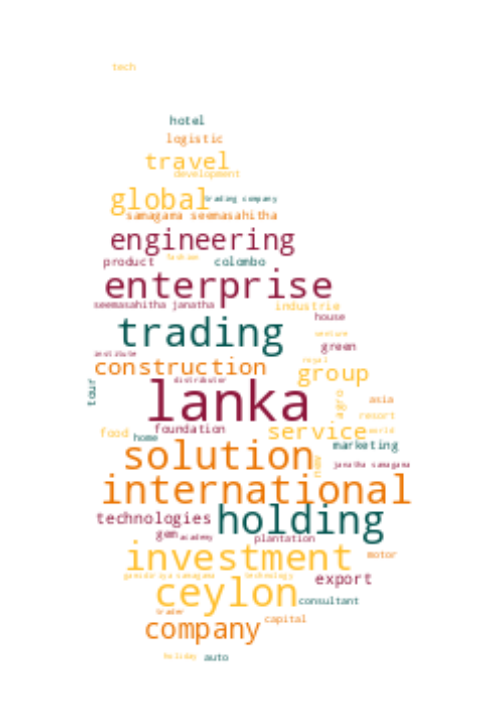 tech
hotel
logistic
travel
development
global trading company
samagama seemasahitha
engineering
product fashion colombo
enterprise
seemasahitha janatha industrie
house
trading
venture
green
institute
construction royal
group
distributor
tour
lanka
agro asia
resort
food home foundation service world
marketing
solution new
janatha samagama
international
technologies holding
gem academy plantation
investment motor
technology export
ceylon consultant
trader
company capital
holiday auto